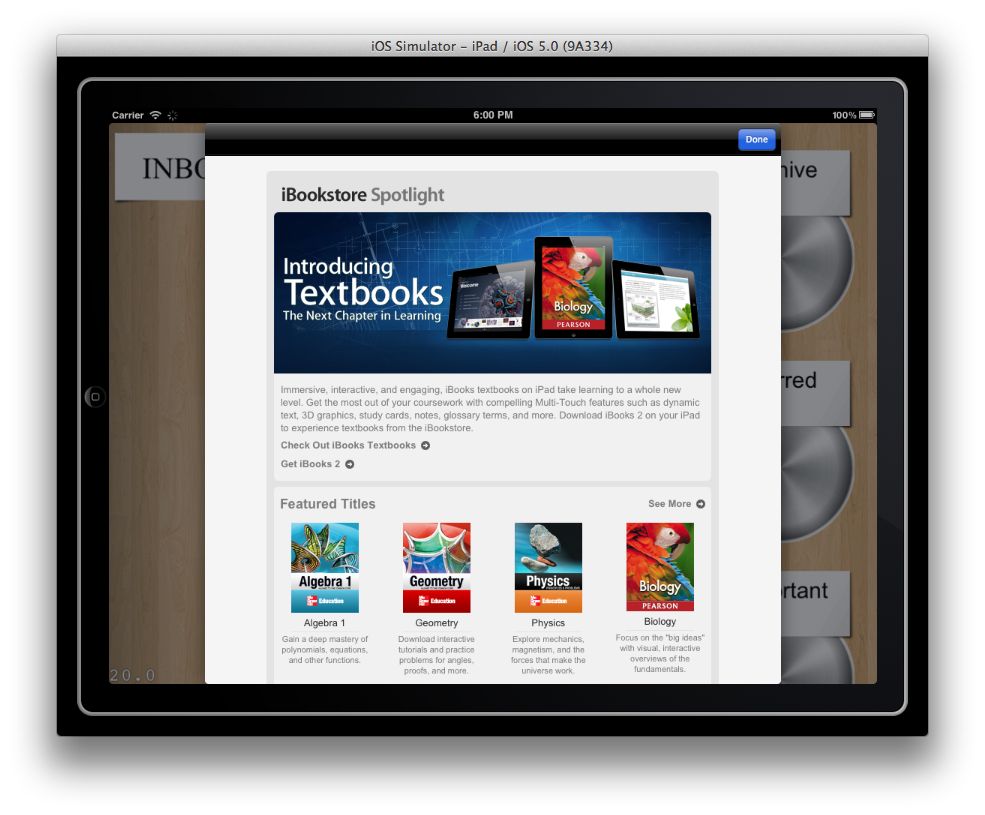 iOS Simulator – iPad / iOS 5.0 (9A334)
Carrier 6:00 PM 100%
Done
INBO
hive
rred
rtant
iBookstore Spotlight
Introducing
Textbooks
The Next Chapter in Learning
Welcome
Biology
PEARSON
Immersive, interactive, and engaging, iBooks textbooks on iPad take learning to a whole new
level. Get the most out of your coursework with compelling Multi-Touch features such as dynamic
text, 3D graphics, study cards, notes, glossary terms, and more. Download iBooks 2 on your iPad
to experience textbooks from the iBookstore.
Check Out iBooks Textbooks
Get iBooks 2
Featured Titles See More
Algebra 1
Education
Algebra 1
Gain a deep mastery of
polynomials, equations,
and other functions.
Geometry
Education
Geometry
Download interactive
tutorials and practice
problems for angles,
proofs, and more.
Physics
Education
Physics
Explore mechanics,
magnetism, and the
forces that make the
universe work.
Biology
PEARSON
Biology
Focus on the "big ideas"
with visual, interactive
overviews of the
fundamentals.
20.0